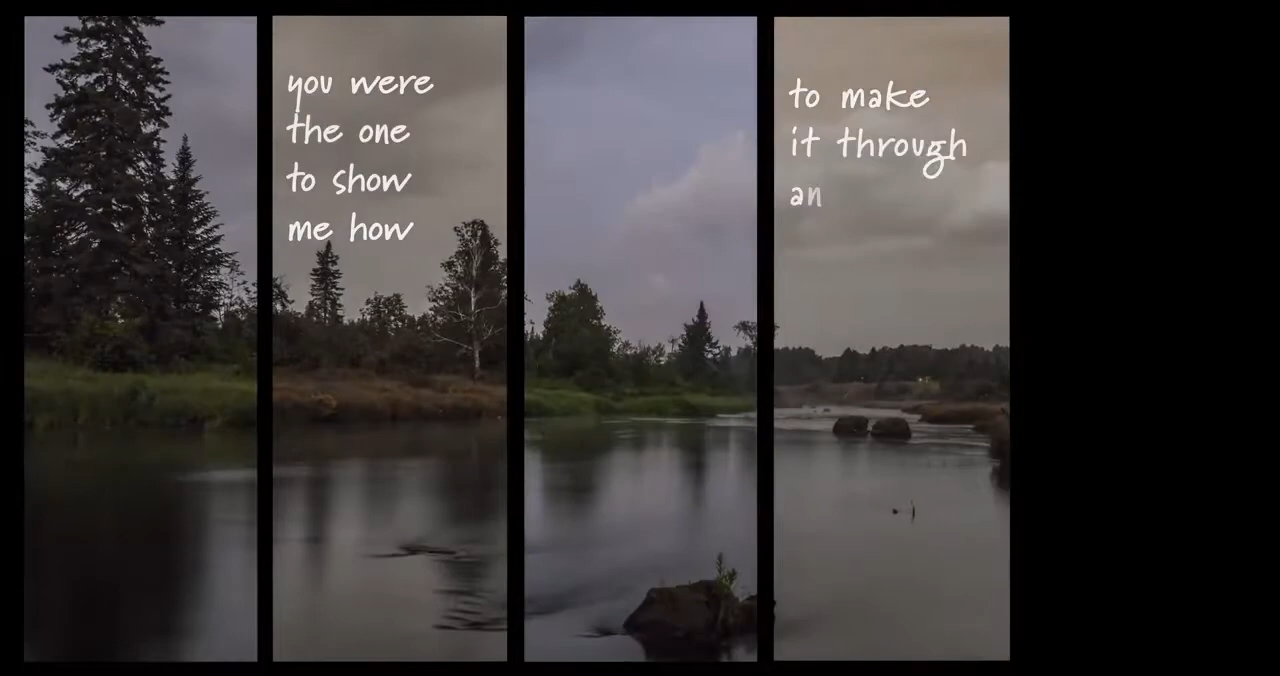 you were
the one
to show
me how
to make
it through
an